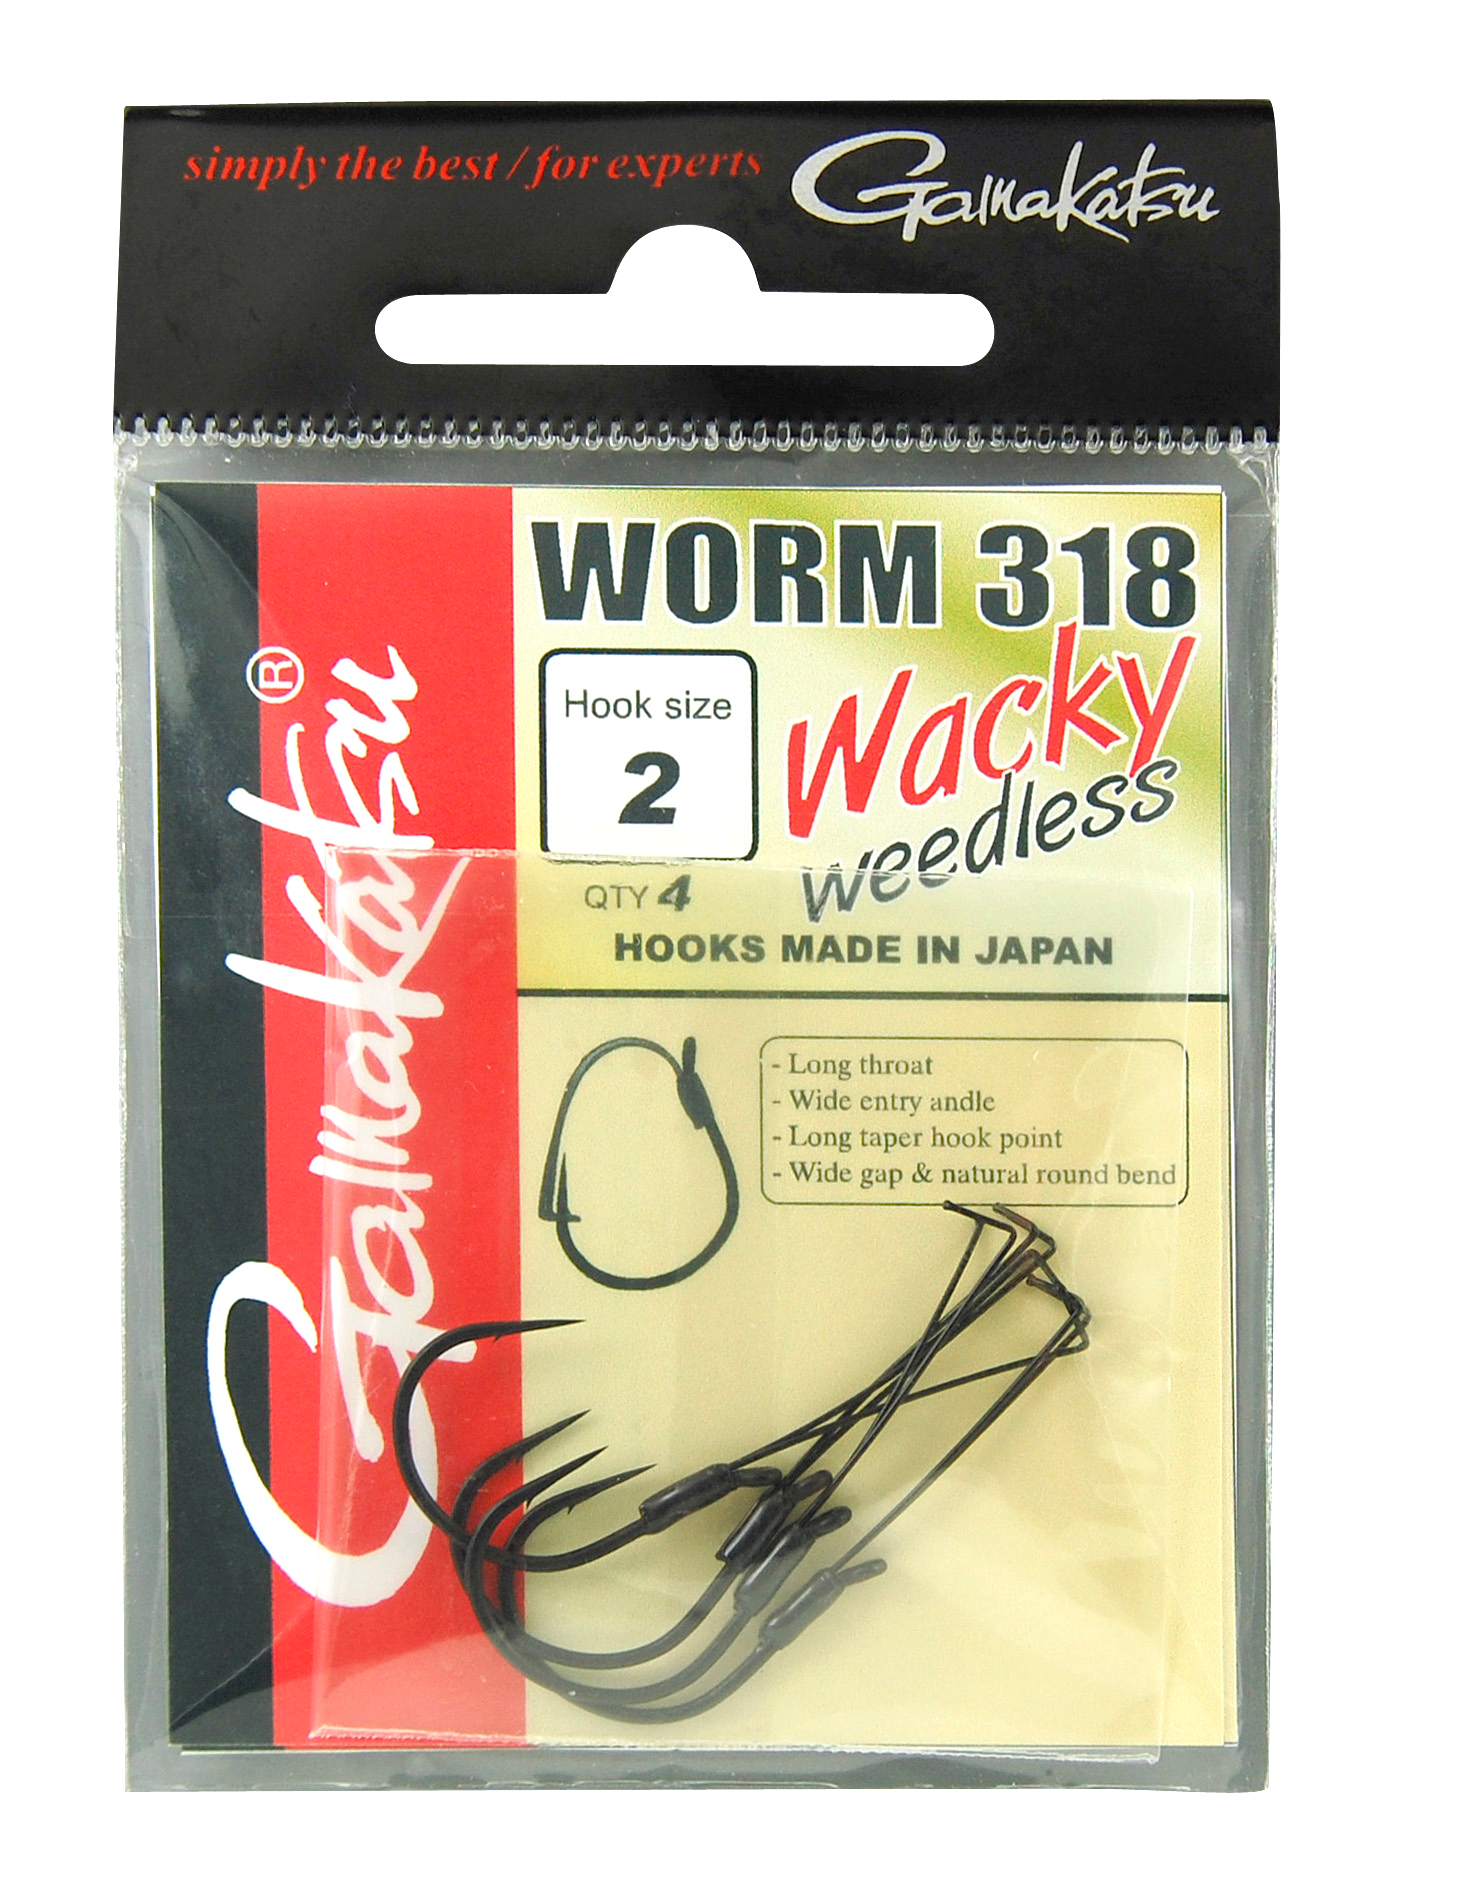 simply the best / for experts
Gamakatsu
WORM 318
Hook size
2
Wacky
weedless
QTY 4
HOOKS MADE IN JAPAN
Gamakatsu®
- Long throat
- Wide entry andle
- Long taper hook point
- Wide gap & natural round bend